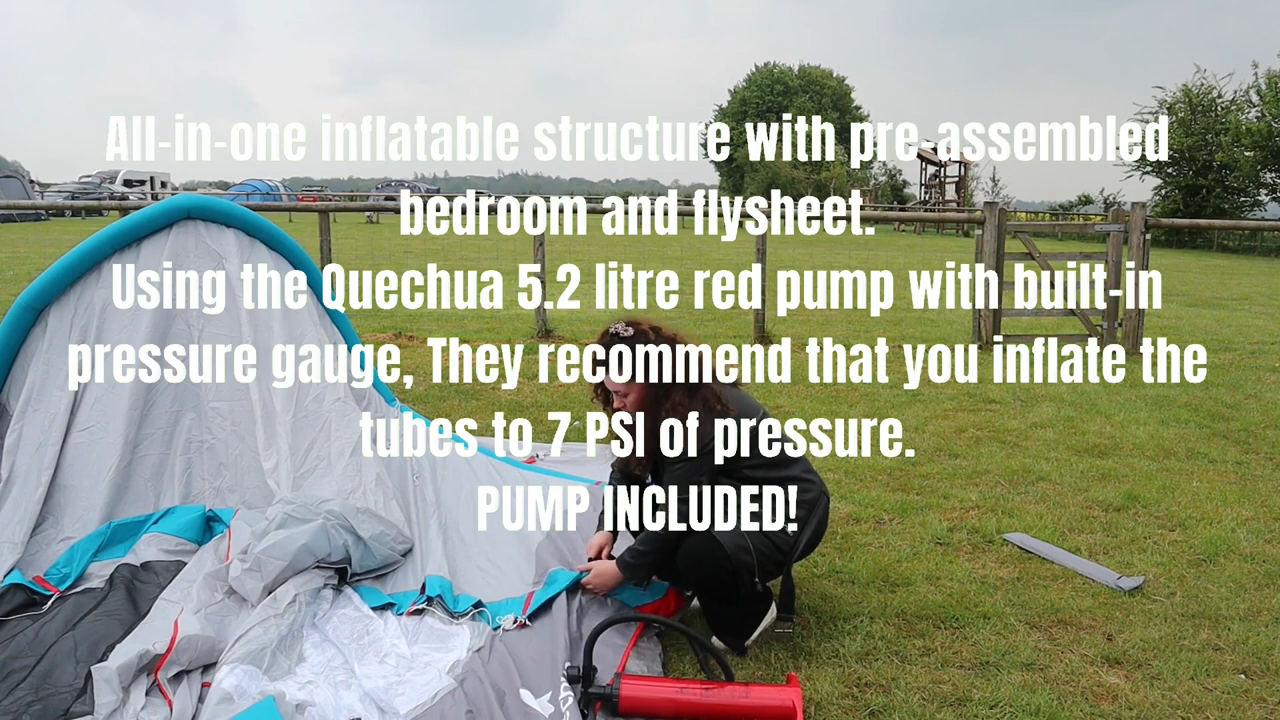 All-in-one inflatable structure with pre-assembled
bedroom and flysheet.
Using the Quechua 5.2 litre red pump with built-in
pressure gauge, They recommend that you inflate the
tubes to 7 PSI of pressure.
PUMP INCLUDED!